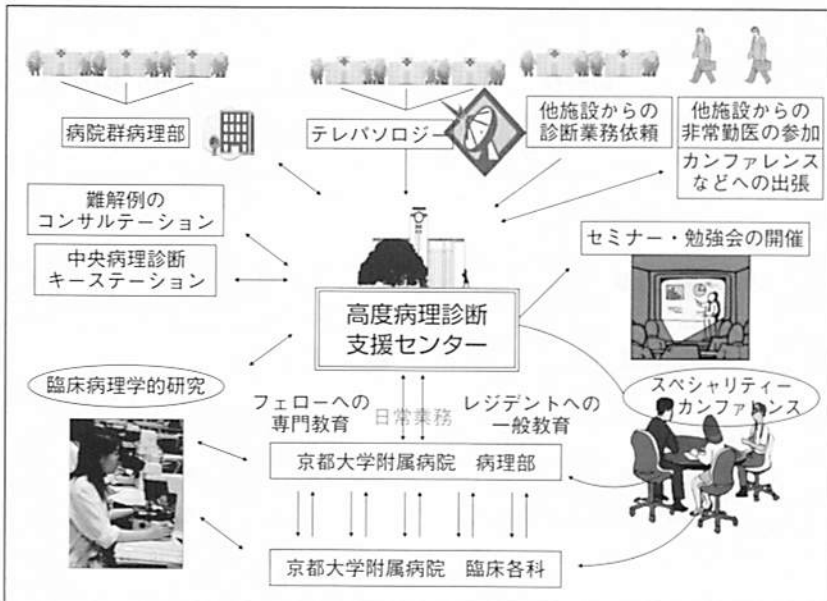 病院群病理部
テレパソロジー
他施設からの
診断業務依頼
他施設からの
非常勤医の参加
カンファレンス
などへの出張
難解例の
コンサルテーション
中央病理診断
キーステーション
セミナー・勉強会の開催
高度病理診断
支援センター
臨床病理学的研究
スペシャリティー
カンファレンス
フェローへの
専門教育
日常業務
レジデントへの
一般教育
京都大学附属病院　病理部
京都大学附属病院　臨床各科